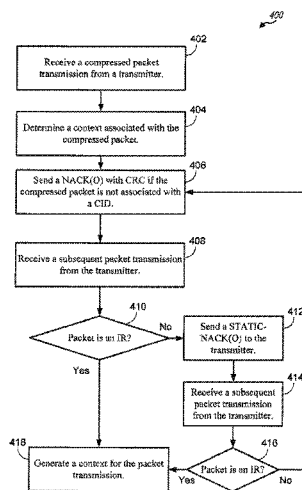 400
402
Receive a compressed packet
transmission from a transmitter.
404
Determine a context associated with the
compressed packet.
406
Send a NACK(O) with CRC if the
compressed packet is not associated with
a CID.
408
Receive a subsequent packet transmission
from the transmitter.
410
Packet is an IR?
No
Yes
412
Send a STATIC-
NACK(O) to the
transmitter.
414
Receive a subsequent
packet transmission
from the transmitter.
416
Packet is an IR?
Yes
No
418
Generate a context for the packet
transmission.